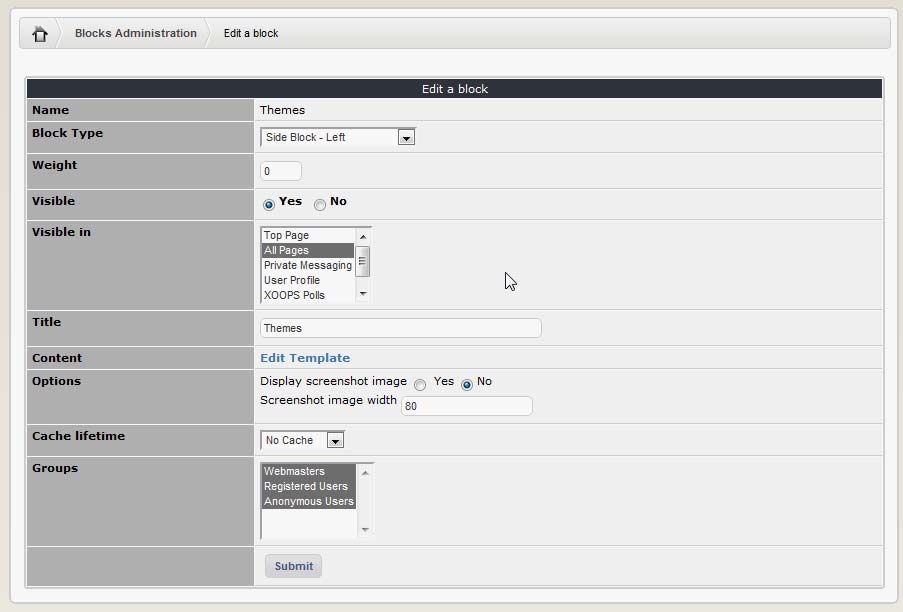 Blocks Administration
Edit a block
Edit a block
Name
Themes
Block Type
Side Block - Left
Weight
0
Visible
Yes
No
Visible in
Top Page
All Pages
Private Messaging
User Profile
XOOPS Polls
Title
Themes
Content
Edit Template
Options
Display screenshot image Yes No
Screenshot image width 80
Cache lifetime
No Cache
Groups
Webmasters
Registered Users
Anonymous Users
Submit